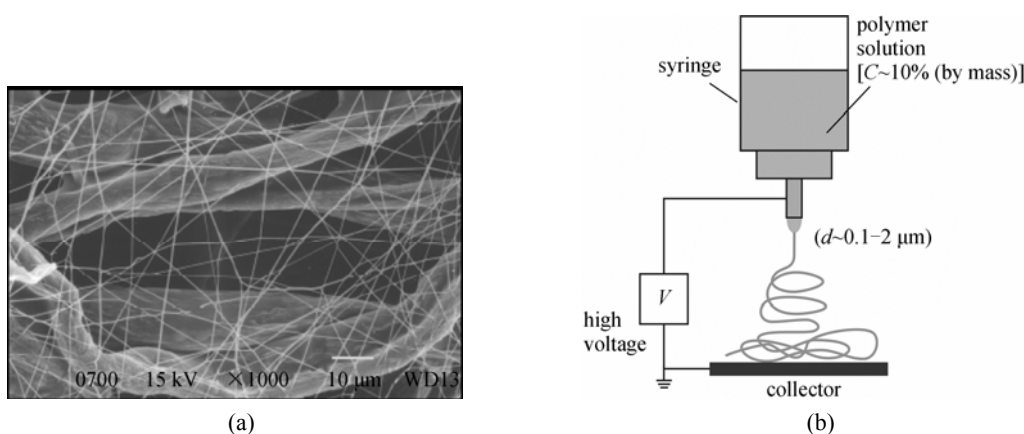 0700 15 kV ×1000 10 μm WD13
(a)
syringe
polymer
solution
[C~10% (by mass)]
(d~0.1−2 μm)
V
high
voltage
collector
(b)